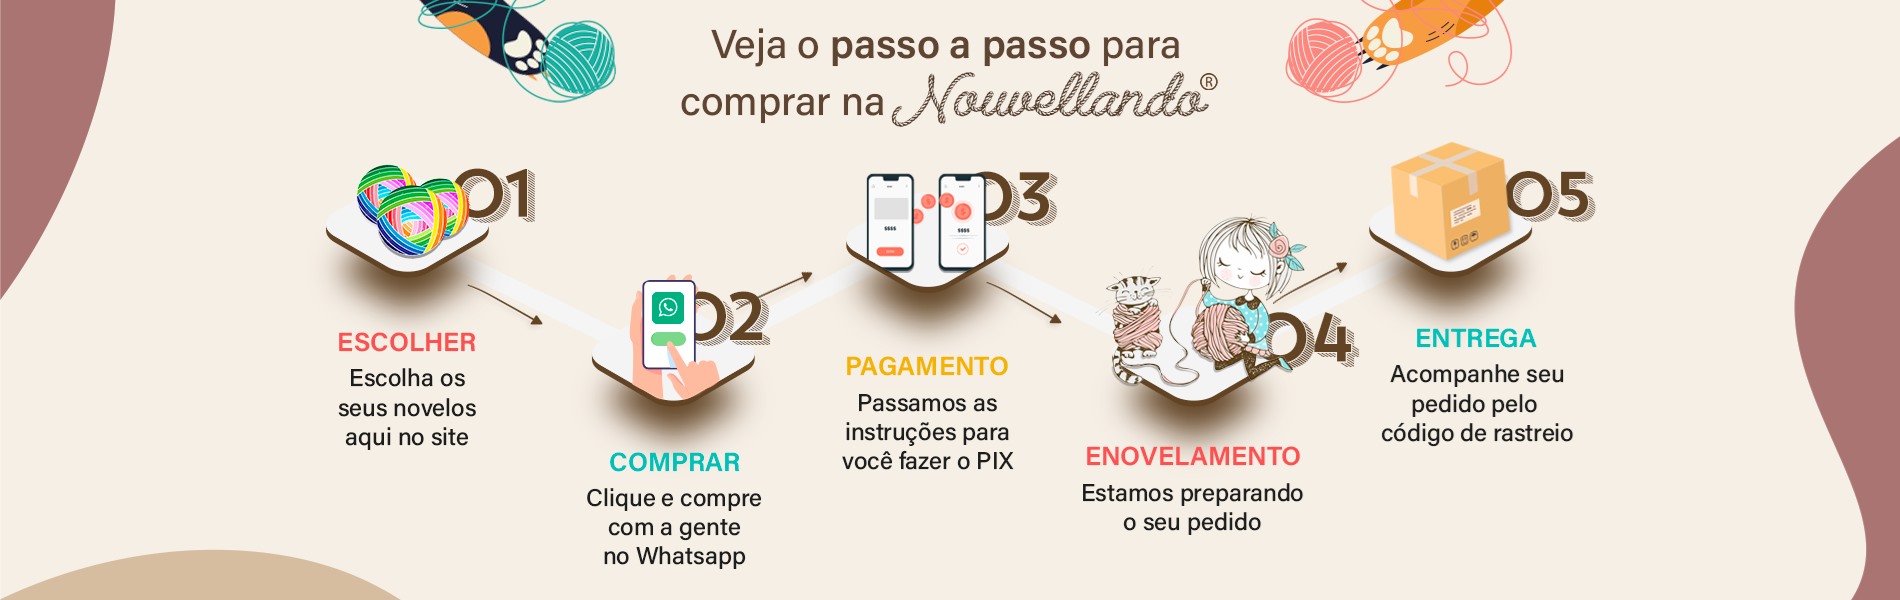 Veja o passo a passo para
comprar na Nouvellando®
01
ESCOLHER
Escolha os
seus novelos
aqui no site
02
COMPRAR
Clique e compre
com a gente
no Whatsapp
$$$$
$$$$
03
PAGAMENTO
Passamos as
instruções para
você fazer o PIX
04
ENOVELAMENTO
Estamos preparando
o seu pedido
05
ENTREGA
Acompanhe seu
pedido pelo
código de rastreio